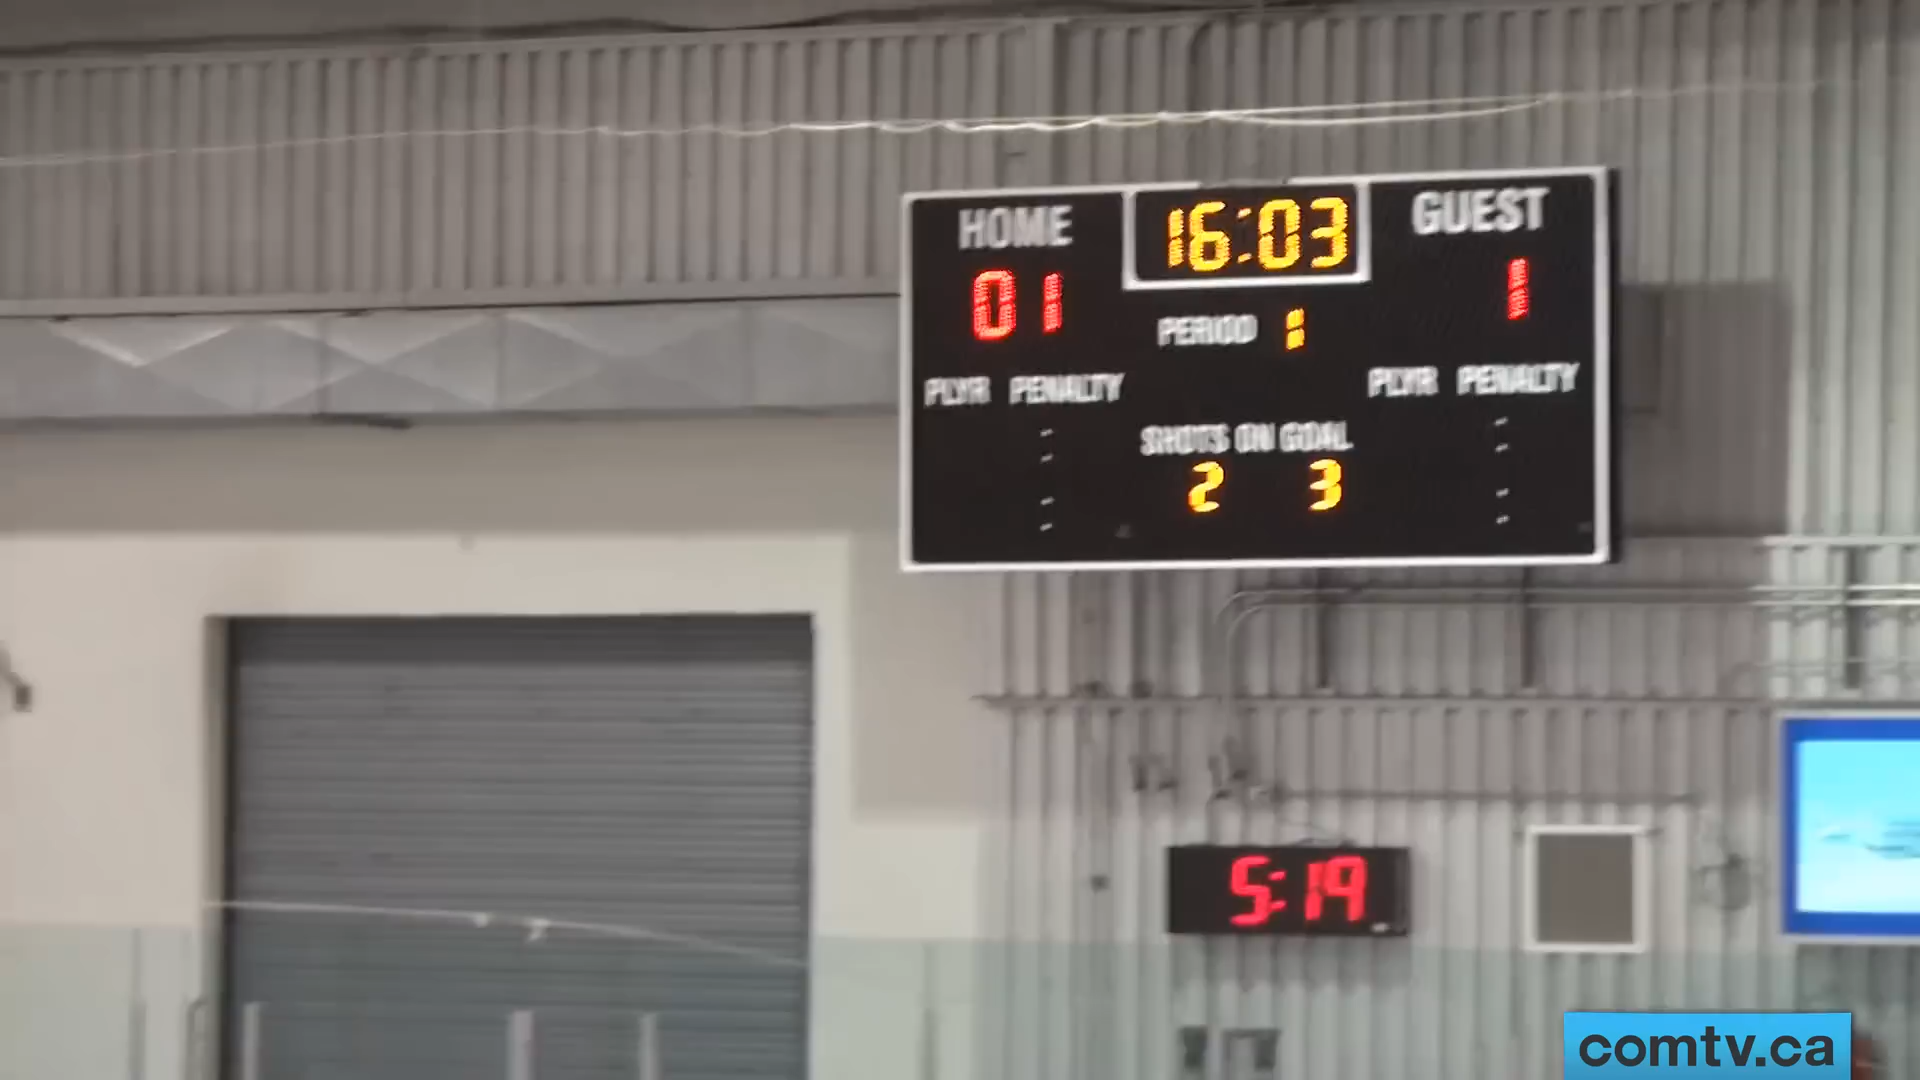 HOME 16:03 GUEST
01 1
PERIOD 1
PLYR PENALTY PLYR PENALTY
SHOTS ON GOAL
2 3
5:19
comtv.ca